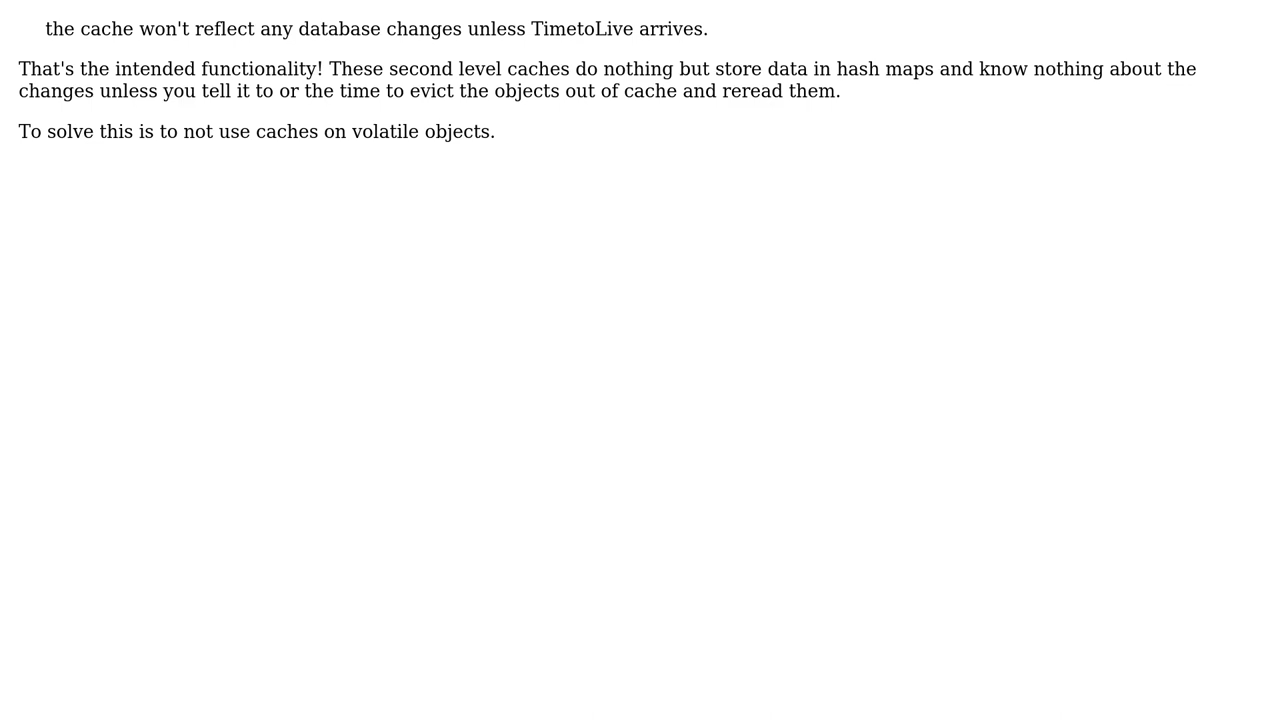 the cache won't reflect any database changes unless TimetoLive arrives.
That's the intended functionality! These second level caches do nothing but store data in hash maps and know nothing about the
changes unless you tell it to or the time to evict the objects out of cache and reread them.
To solve this is to not use caches on volatile objects.